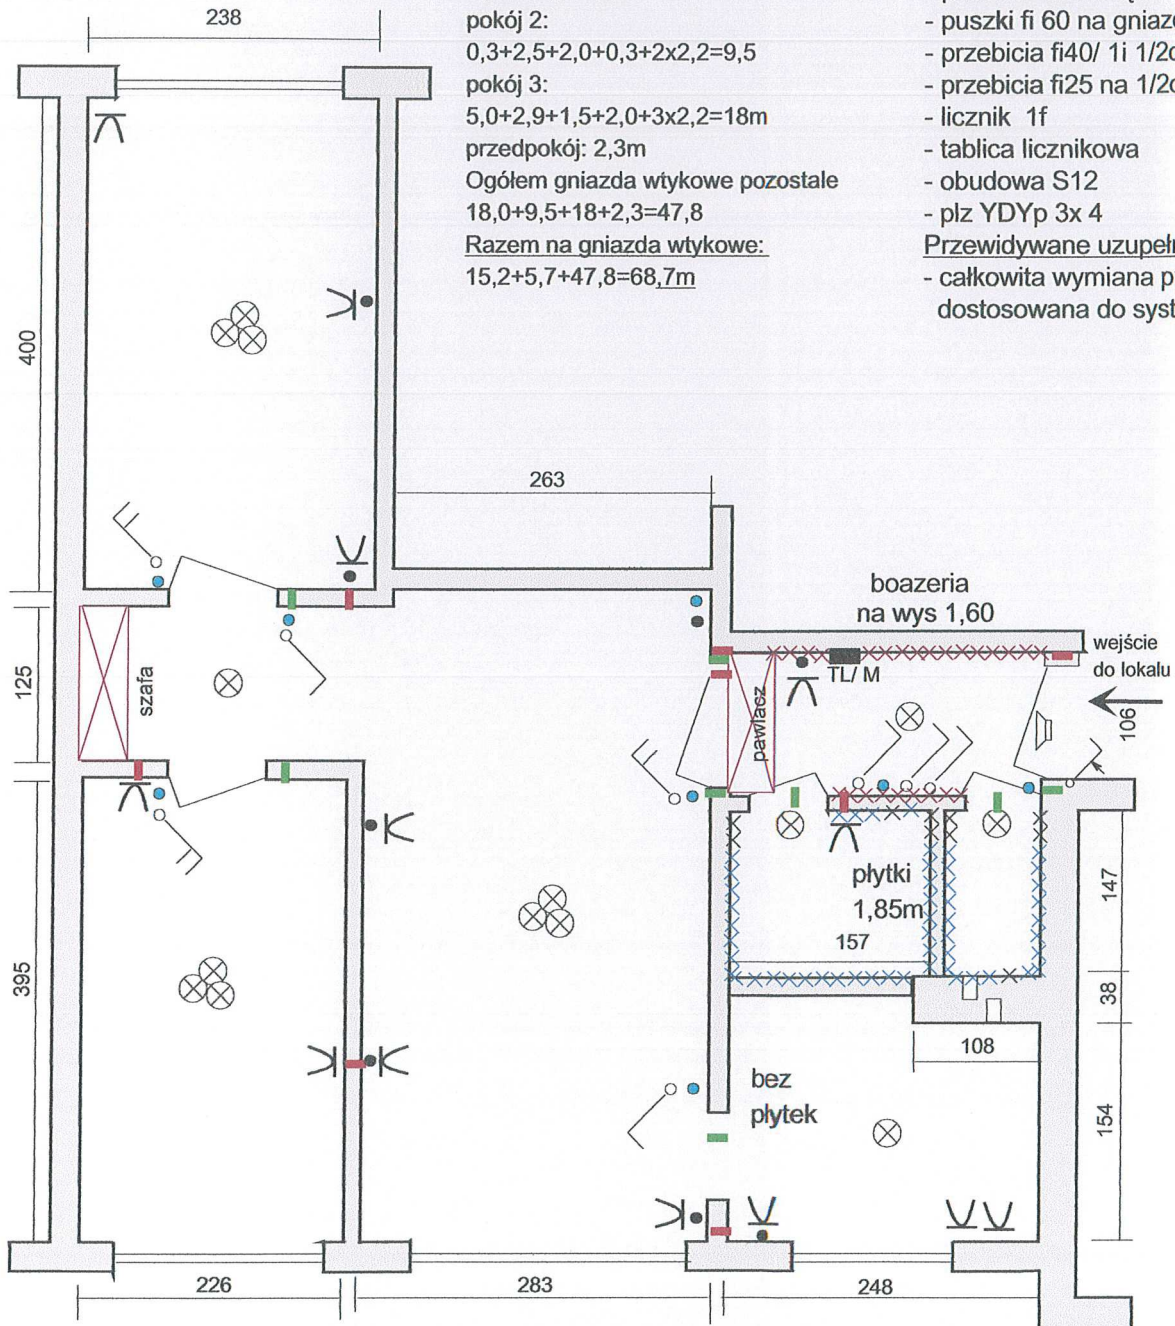 238
pokój 2:
0,3+2,5+2,0+0,3+2x2,2=9,5
pokój 3:
5,0+2,9+1,5+2,0+3x2,2=18m
przedpokój: 2,3m
Ogółem gniazda wtykowe pozostałe
18,0+9,5+18+2,3=47,8
Razem na gniazda wtykowe:
15,2+5,7+47,8=68,7m
- puszki fi 60 na gniazd
- przebicia fi40/ 1i 1/2c
- przebicia fi25 na 1/2c
- licznik 1f
- tablica licznikowa
- obudowa S12
- plz YDYp 3x 4
Przewidywane uzupełn
- całkowita wymiana p
dostosowana do syst
400
263
boazeria
na wys 1,60
wejście
do lokalu
125
szafa
TL/ M
pawlacz
106
płytki
1,85m
157
147
395
38
108
bez
płytek
154
226
283
248